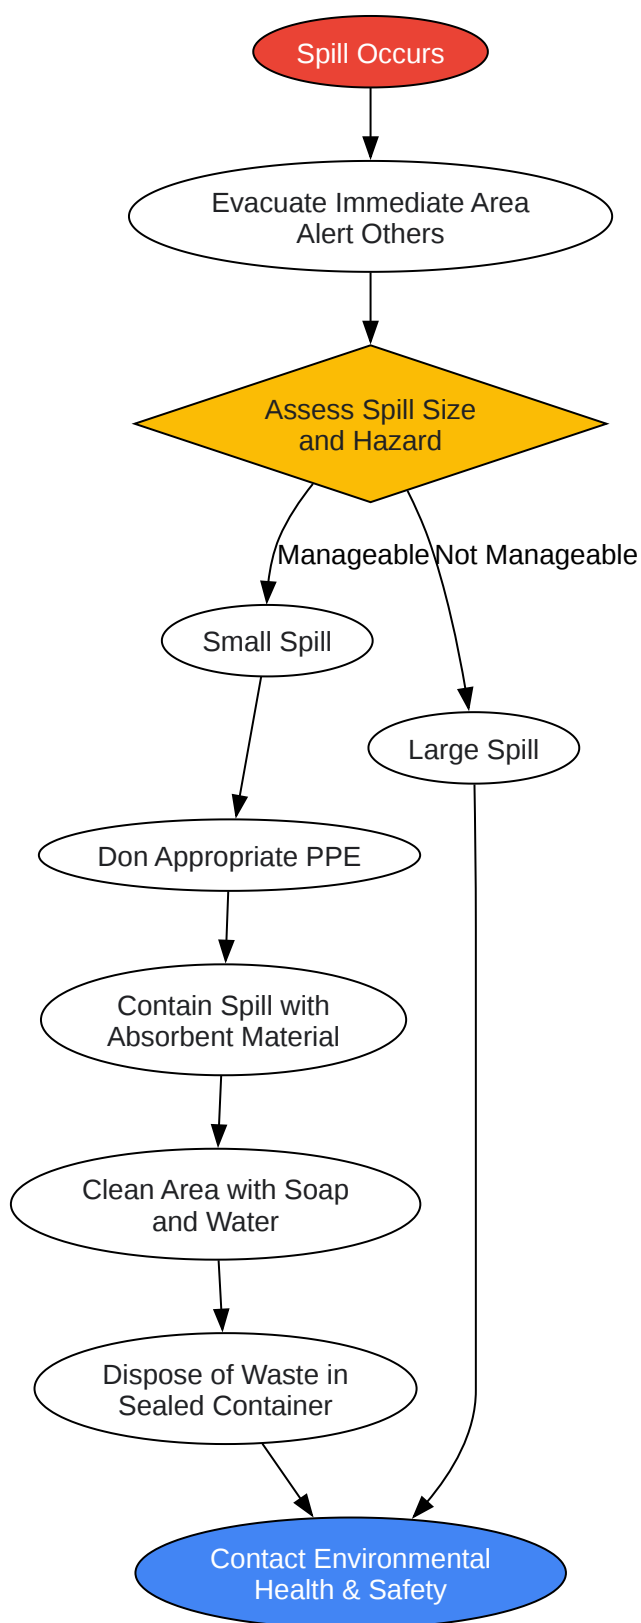 Spill Occurs
Evacuate Immediate Area
Alert Others
Assess Spill Size
and Hazard
Manageable
Not Manageable
Small Spill
Large Spill
Don Appropriate PPE
Contain Spill with
Absorbent Material
Clean Area with Soap
and Water
Dispose of Waste in
Sealed Container
Contact Environmental
Health & Safety